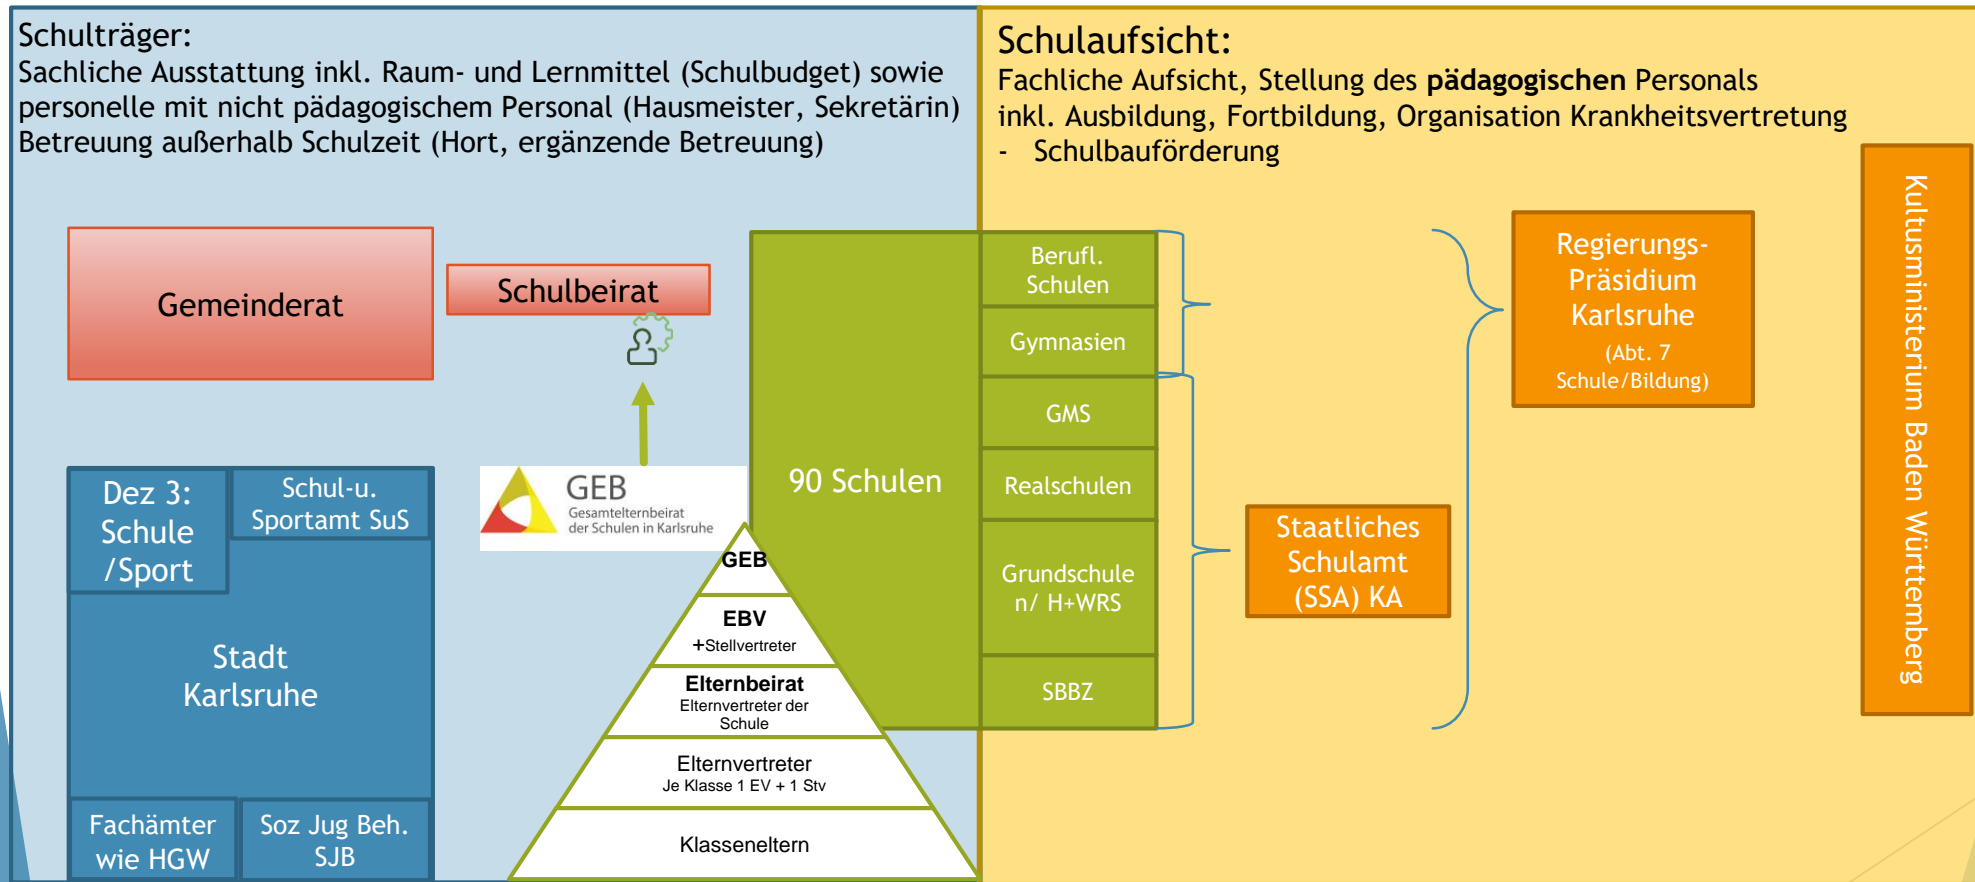 Schulträger:
Sachliche Ausstattung inkl. Raum- und Lernmittel (Schulbudget) sowie
personelle mit nicht pädagogischem Personal (Hausmeister, Sekretärin)
Betreuung außerhalb Schulzeit (Hort, ergänzende Betreuung)
Schulaufsicht:
Fachliche Aufsicht, Stellung des pädagogischen Personals
inkl. Ausbildung, Fortbildung, Organisation Krankheitsvertretung
- Schulbauförderung
Gemeinderat
Schulbeirat
Dez 3:
Schule
/Sport
Schul-u.
Sportamt SuS
Stadt
Karlsruhe
Fachämter
wie HGW
Soz Jug Beh.
SJB
GEB
Gesamtelternbeirat
der Schulen in Karlsruhe
GEB
EBV
+Stellvertreter
Elternbeirat
Elternvertreter der
Schule
Elternvertreter
Je Klasse 1 EV + 1 Stv
Klasseneltern
90 Schulen
Berufl.
Schulen
Gymnasien
GMS
Realschulen
Grundschule
n/ H+WRS
SBBZ
Staatliches
Schulamt
(SSA) KA
Regierungs-
Präsidium
Karlsruhe
(Abt. 7
Schule/Bildung)
Kultusministerium Baden Württemberg